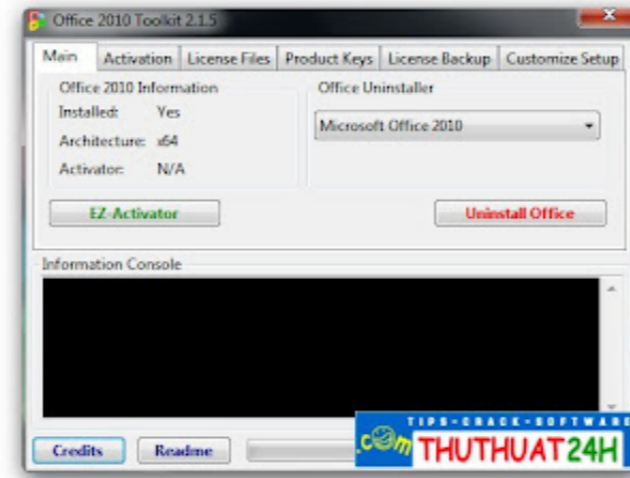 Office 2010 Toolkit 2.1.5
Main Activation License Files Product Keys License Backup Customize Setup
Office 2010 Information
Installed: Yes
Architecture: x64
Activator: N/A
EZ-Activator
Office Uninstaller
Microsoft Office 2010
Uninstall Office
Information Console
Credits Readme
TIPS-CRACK-SOFTWARE
.com THUTHUAT24H